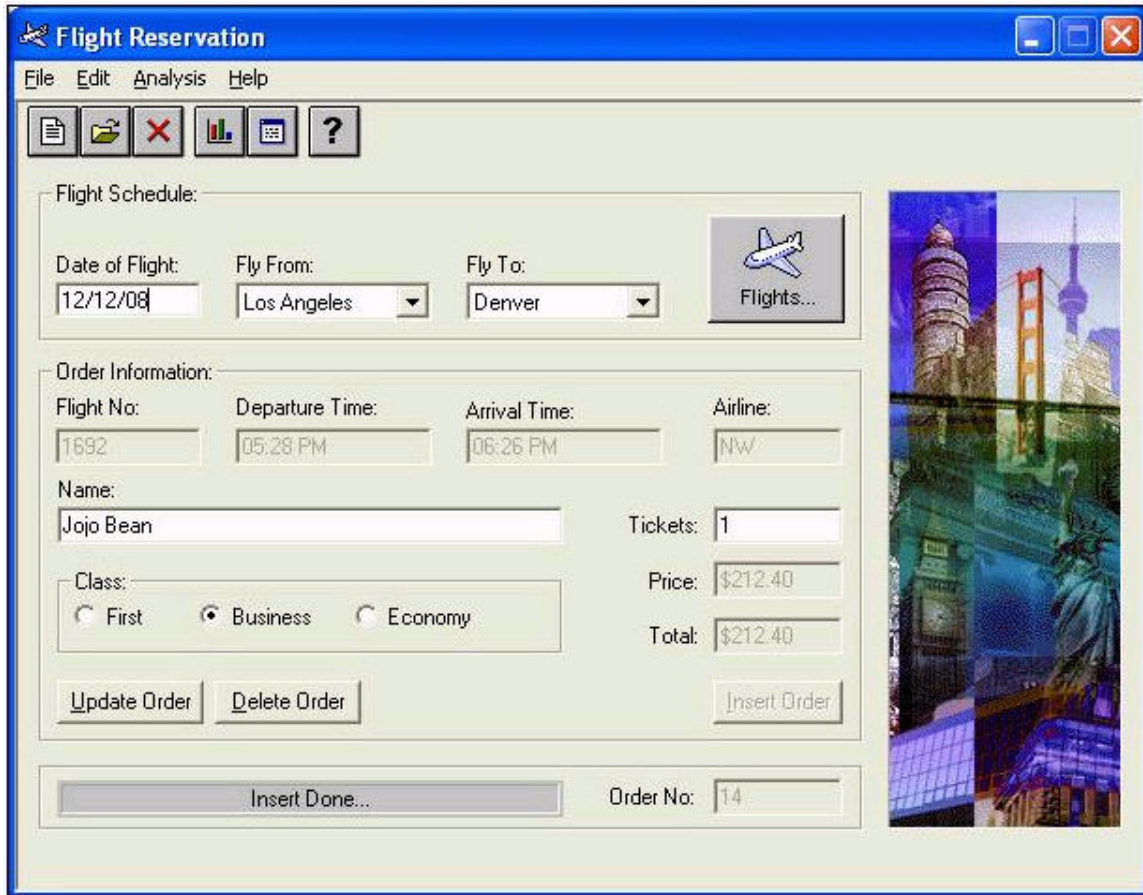 Flight Reservation
File Edit Analysis Help
?
Flight Schedule:
Date of Flight: Fly From: Fly To:
12/12/08 Los Angeles Denver
Flights...
Order Information:
Flight No: Departure Time: Arrival Time: Airline:
1692 05:28 PM 06:26 PM NW
Name:
Jojo Bean Tickets: 1
Class: Price: $212.40
First Business Economy
Total: $212.40
Update Order Delete Order Insert Order
Insert Done... Order No: 14